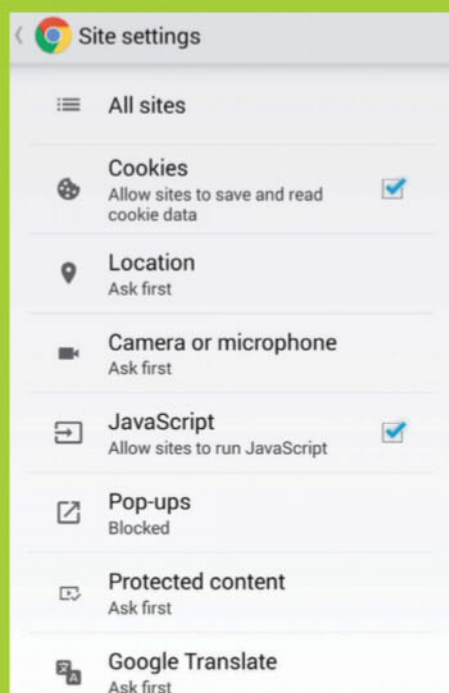 Site settings
All sites
Cookies
Allow sites to save and read
cookie data
Location
Ask first
Camera or microphone
Ask first
JavaScript
Allow sites to run JavaScript
Pop-ups
Blocked
Protected content
Ask first
Google Translate
Ask first